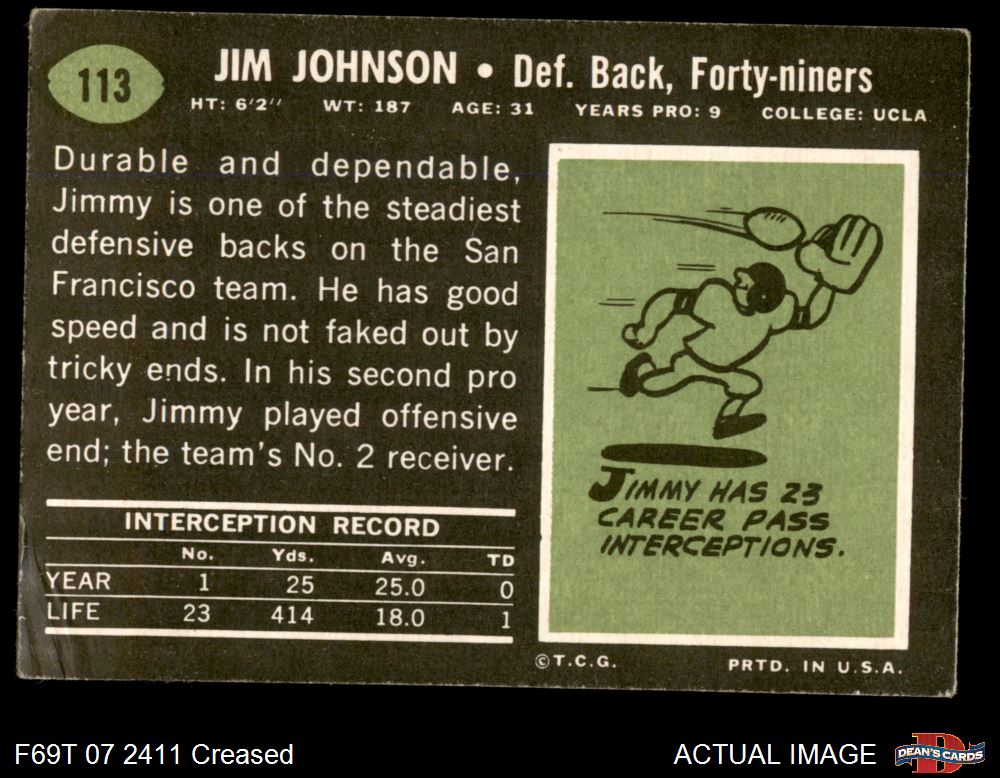 113
JIM JOHNSON • Def. Back, Forty-niners
HT: 6'2" WT: 187 AGE: 31 YEARS PRO: 9 COLLEGE: UCLA
Durable and dependable,
Jimmy is one of the steadiest
defensive backs on the San
Francisco team. He has good
speed and is not faked out by
tricky ends. In his second pro
year, Jimmy played offensive
end; the team's No. 2 receiver.
INTERCEPTION RECORD
No. Yds. Avg. TD
YEAR 1 25 25.0 0
LIFE 23 414 18.0 1
JIMMY HAS 23
CAREER PASS
INTERCEPTIONS.
©T.C.G. PRTD. IN U.S.A.
F69T 07 2411 Creased
ACTUAL IMAGE
DEAN'S CARDS